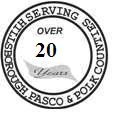 SERVING
HILLSBOROUGH, PASCO & POLK COUNTIES
OVER
20
Years